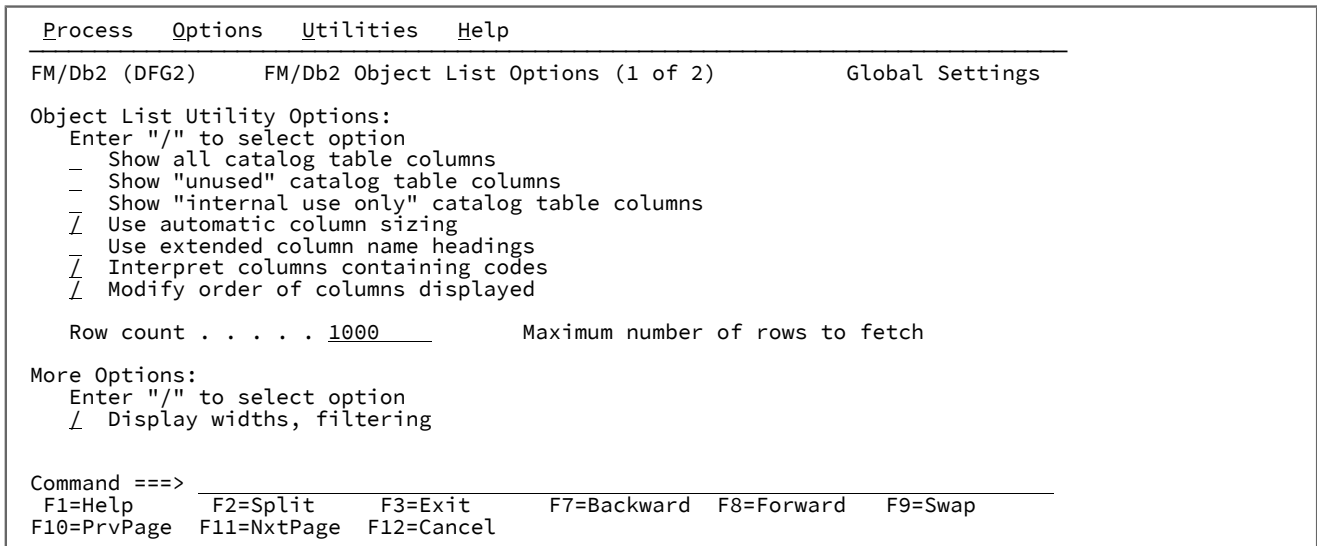 Process   Options   Utilities   Help
FM/Db2 (DFG2)     FM/Db2 Object List Options (1 of 2)          Global Settings
Object List Utility Options:
Enter "/" to select option
_  Show all catalog table columns
_  Show "unused" catalog table columns
_  Show "internal use only" catalog table columns
/  Use automatic column sizing
_  Use extended column name headings
/  Interpret columns containing codes
/  Modify order of columns displayed
Row count . . . . . 1000           Maximum number of rows to fetch
More Options:
Enter "/" to select option
/  Display widths, filtering
Command ===>
F1=Help      F2=Split     F3=Exit      F7=Backward  F8=Forward   F9=Swap
F10=PrvPage  F11=NxtPage  F12=Cancel